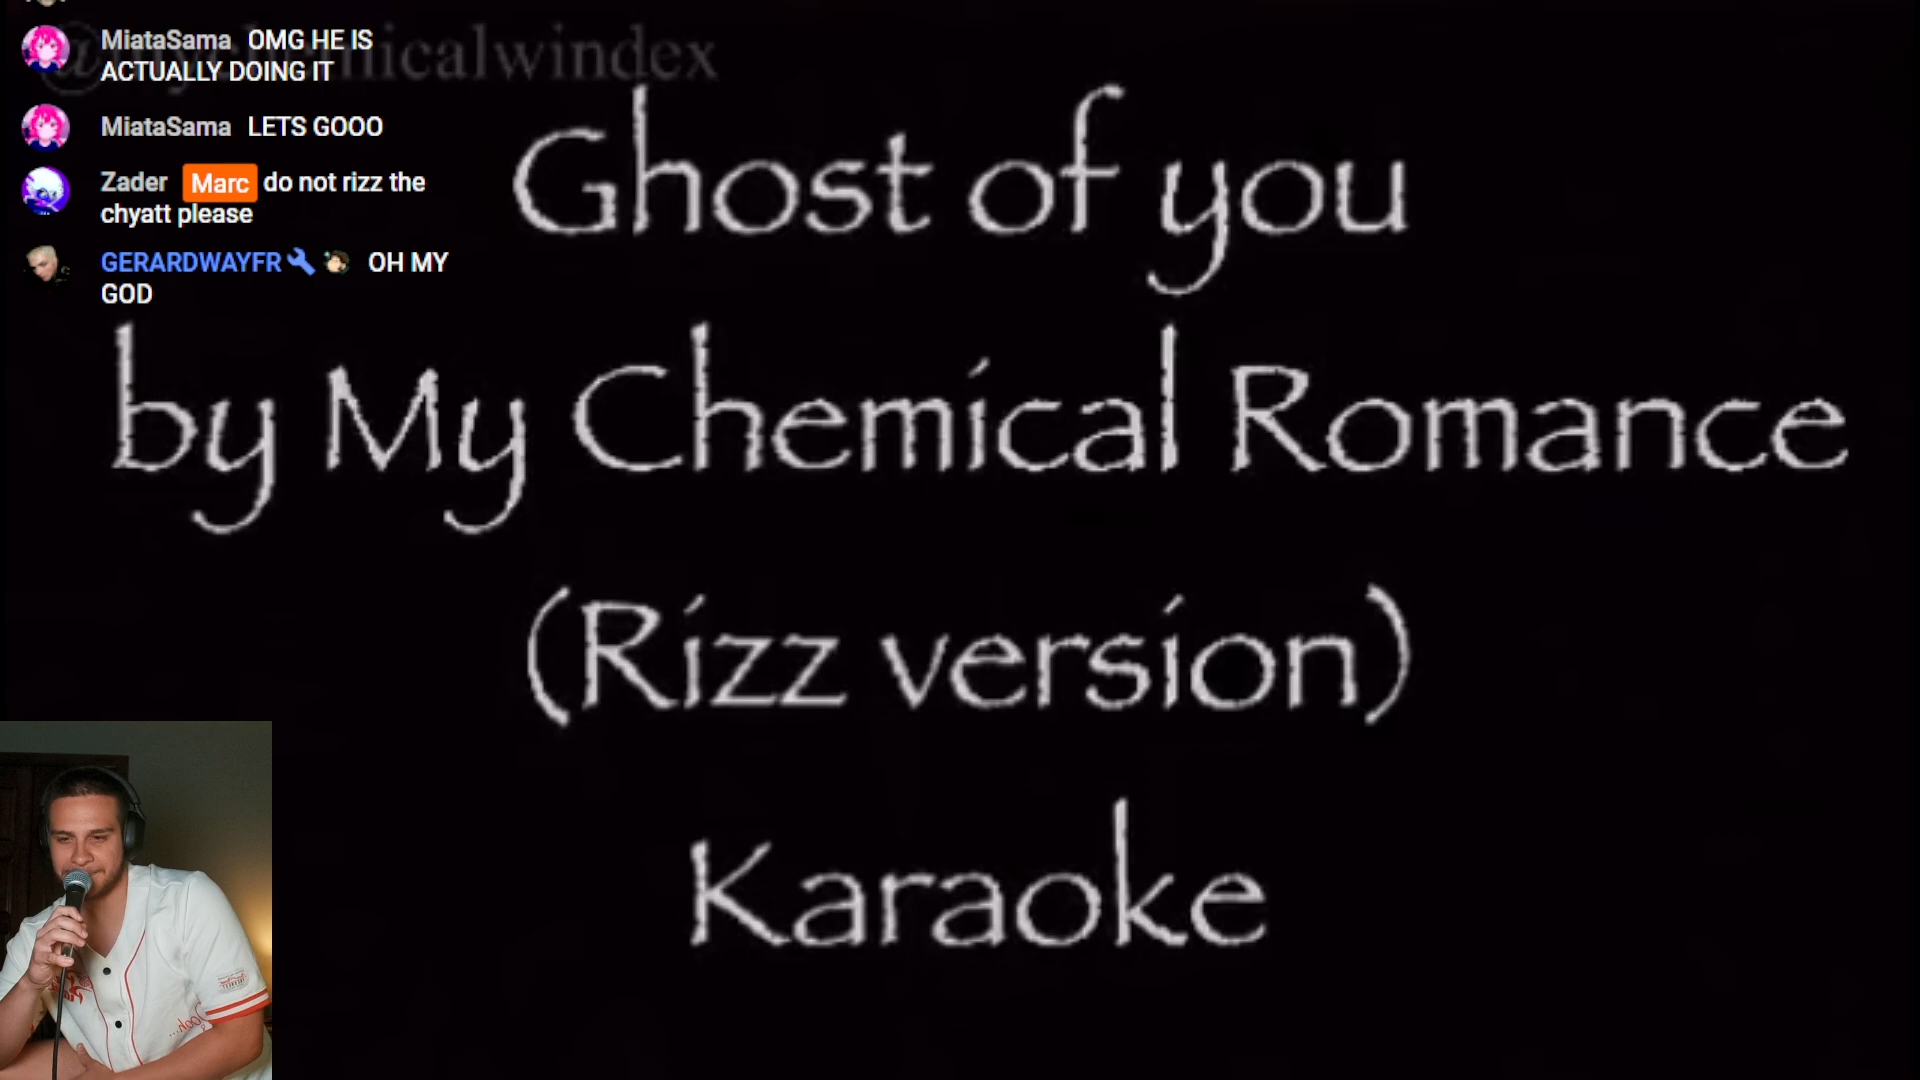 MiataSama OMG HE IS
ACTUALLY DOING IT
MiataSama LETS GOOO
Zader Marc do not rizz the
chyatt please
GERARDWAYFR OH MY
GOD
@mychemicalwindex
Ghost of you
by My Chemical Romance
(Rizz version)
Karaoke